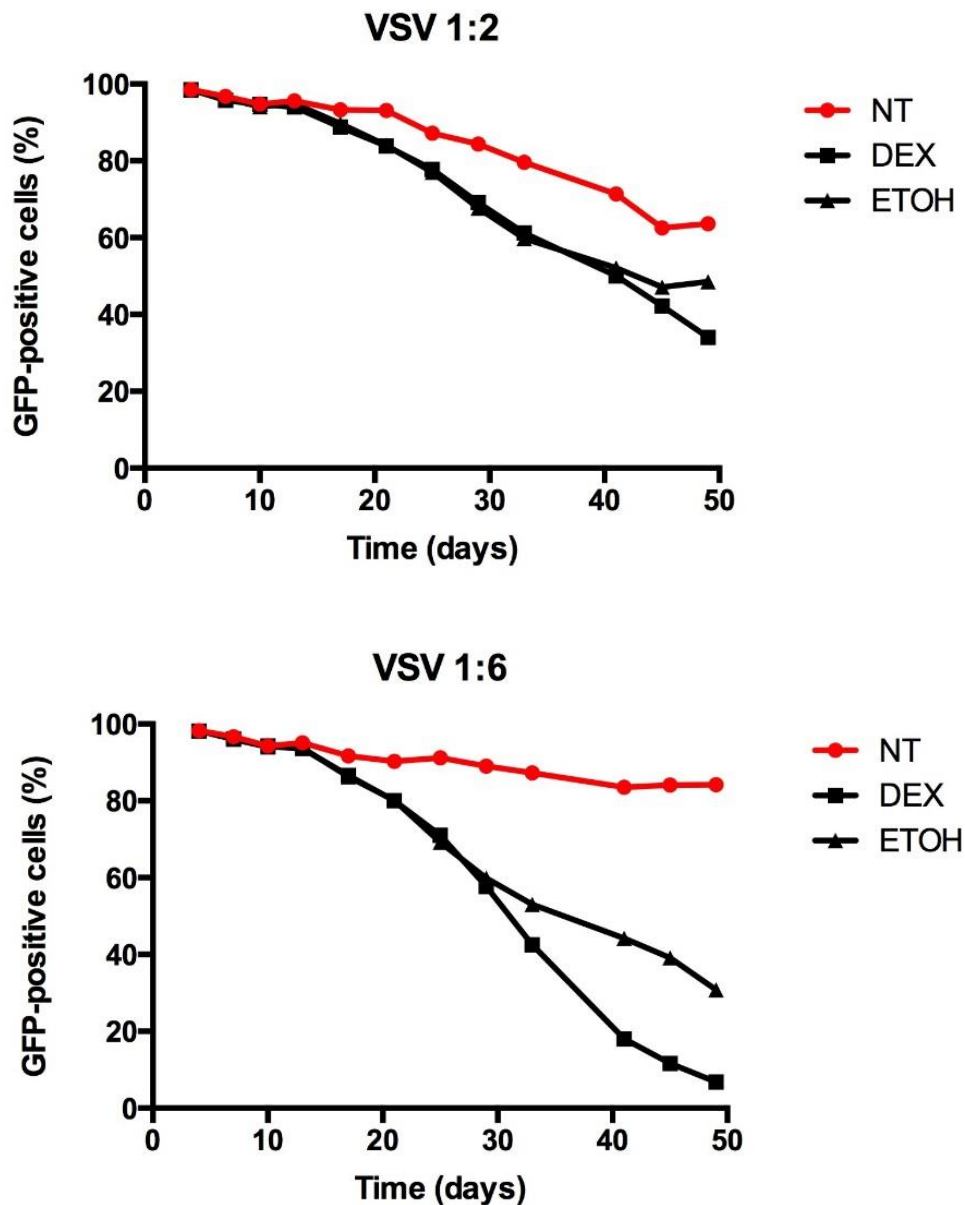 VSV 1:2
100
80
60
40
20
0
GFP-positive cells (%)
0 10 20 30 40 50
Time (days)
NT
DEX
ETOH
VSV 1:6
100
80
60
40
20
0
GFP-positive cells (%)
0 10 20 30 40 50
Time (days)
NT
DEX
ETOH